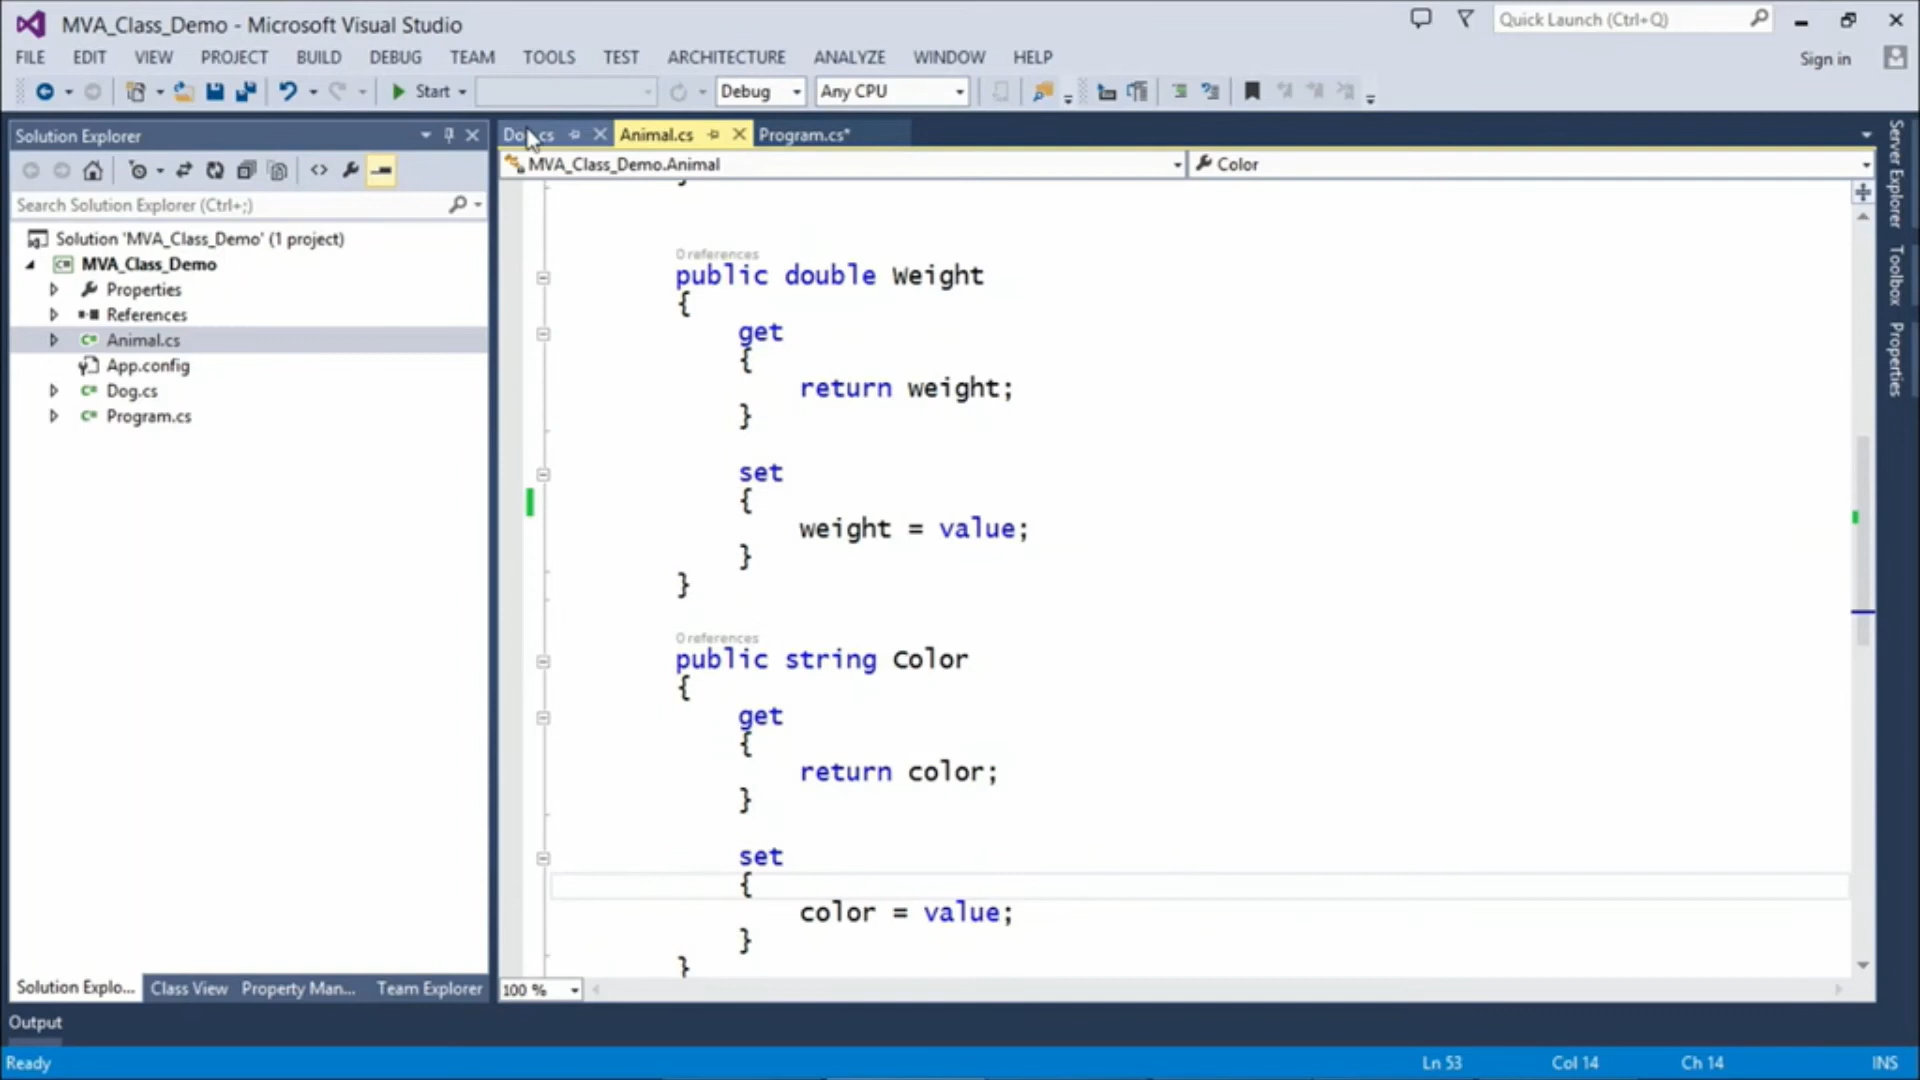 MVA_Class_Demo - Microsoft Visual Studio
Quick Launch (Ctrl+Q)
FILE EDIT VIEW PROJECT BUILD DEBUG TEAM TOOLS TEST ARCHITECTURE ANALYZE WINDOW HELP
Sign in
Start Debug Any CPU
Solution Explorer
Search Solution Explorer (Ctrl+;)
Solution 'MVA_Class_Demo' (1 project)
MVA_Class_Demo
Properties
References
Animal.cs
App.config
Dog.cs
Program.cs
Solution Explo... Class View Property Man... Team Explorer
Animal.cs Program.cs*
MVA_Class_Demo.Animal Color
}
0 references
public double Weight
{
get
{
return weight;
}
set
{
weight = value;
}
}
0 references
public string Color
{
get
{
return color;
}
set
{
color = value;
}
}
100 %
Server Explorer
Toolbox
Properties
Output
Ready Ln 53 Col 14 Ch 14 INS